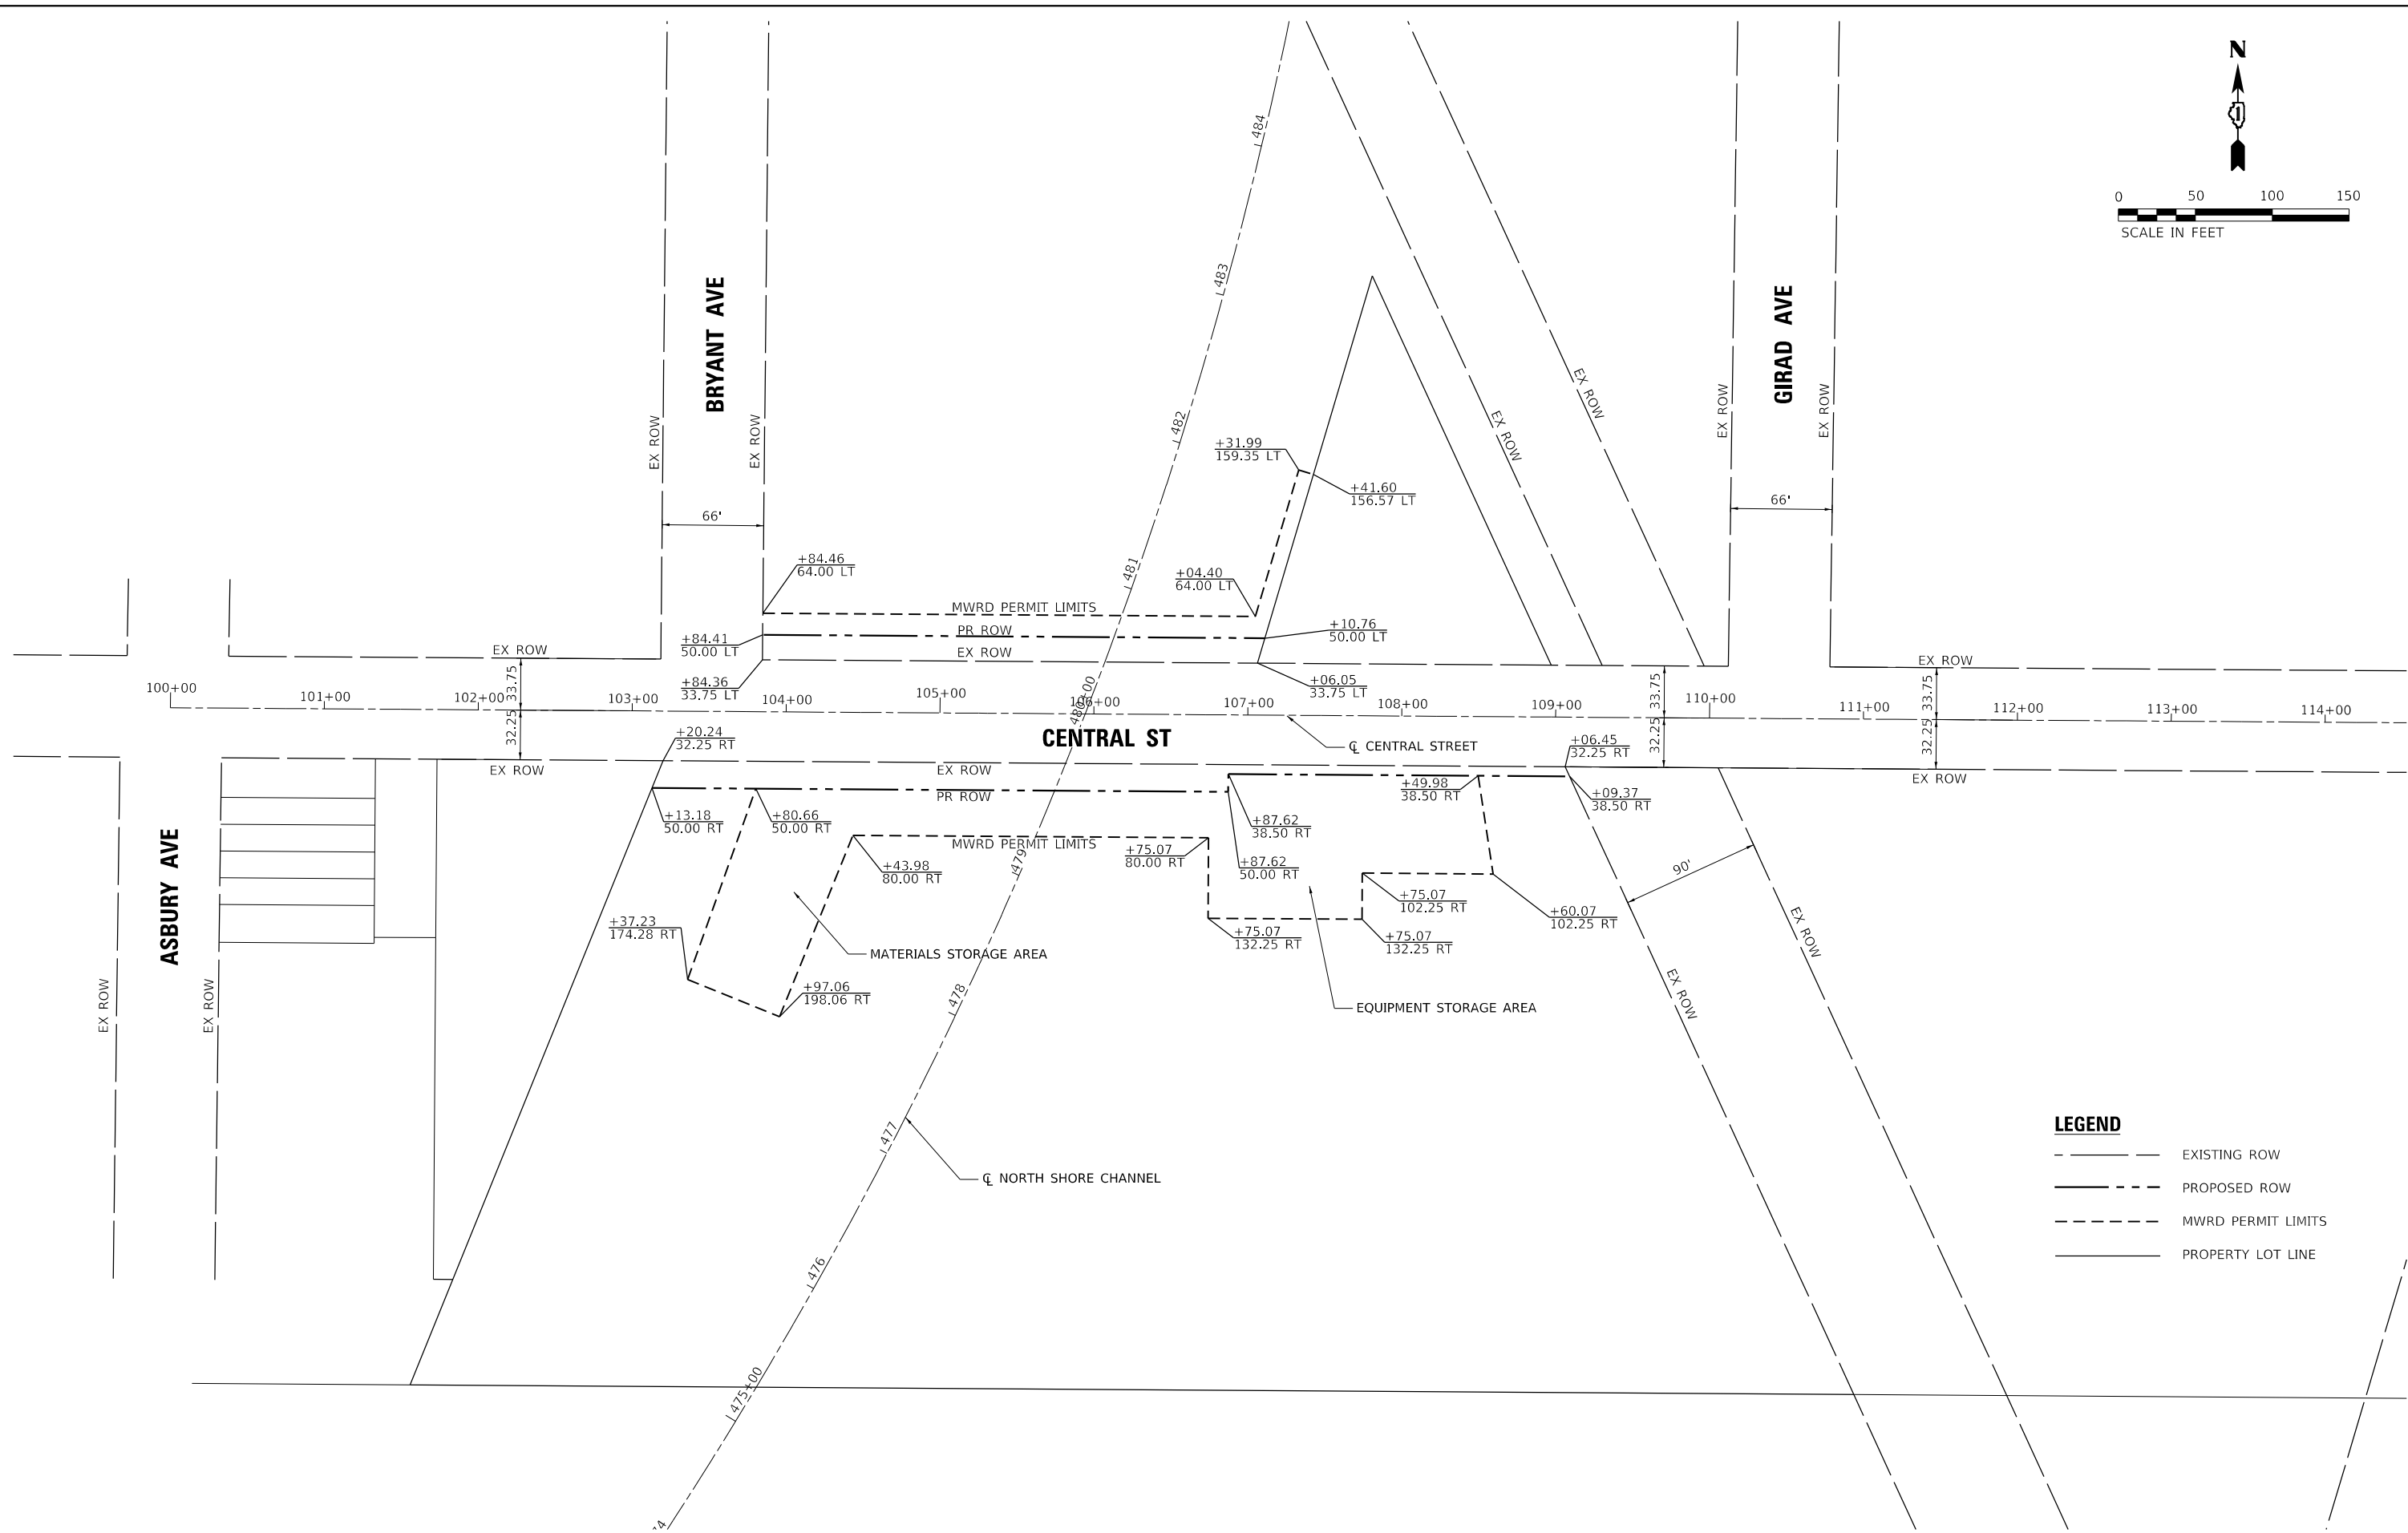 N
0 50 100 150
SCALE IN FEET
484
483
482
481
480+00
479
478
477
476
475+00
BRYANT AVE
GIRAD AVE
ASBURY AVE
CENTRAL ST
EX ROW
EX ROW
EX ROW
EX ROW
EX ROW
EX ROW
+31.99
159.35 LT
+41.60
156.57 LT
66'
66'
+84.46
64.00 LT
+04.40
64.00 LT
MWRD PERMIT LIMITS
+84.41
50.00 LT
PR ROW
+10.76
50.00 LT
EX ROW
EX ROW
EX ROW
+84.36
33.75 LT
+06.05
33.75 LT
33.75
33.75
33.75
100+00 101+00 102+00 103+00 104+00 105+00 106+00 107+00 108+00 109+00 110+00 111+00 112+00 113+00 114+00
32.25
32.25
32.25
+20.24
32.25 RT
℄ CENTRAL STREET
+06.45
32.25 RT
EX ROW
EX ROW
EX ROW
PR ROW
+49.98
38.50 RT
+09.37
38.50 RT
+13.18
50.00 RT
+80.66
50.00 RT
+87.62
38.50 RT
MWRD PERMIT LIMITS
+75.07
80.00 RT
+87.62
50.00 RT
+43.98
80.00 RT
90'
+75.07
102.25 RT
+60.07
102.25 RT
+37.23
174.28 RT
+75.07
132.25 RT
+75.07
132.25 RT
MATERIALS STORAGE AREA
+97.06
198.06 RT
EQUIPMENT STORAGE AREA
EX ROW
EX ROW
EX ROW
EX ROW
℄ NORTH SHORE CHANNEL
LEGEND
EXISTING ROW
PROPOSED ROW
MWRD PERMIT LIMITS
PROPERTY LOT LINE